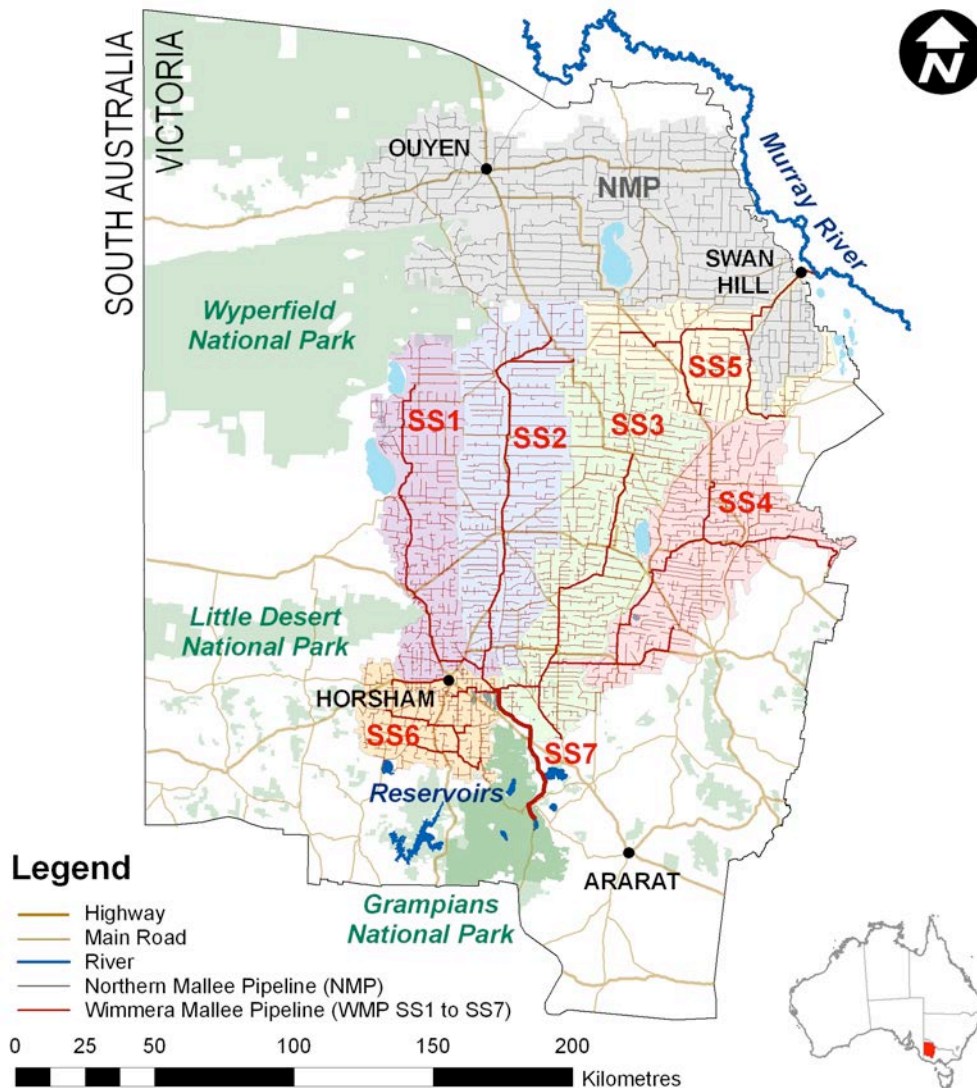 SOUTH AUSTRALIA
VICTORIA
N
OUYEN
NMP
Murray River
SWAN
HILL
Wyperfield
National Park
SS5
SS1
SS2
SS3
SS4
Little Desert
National Park
HORSHAM
SS6
SS7
Reservoirs
ARARAT
Grampians
National Park
Legend
Highway
Main Road
River
Northern Mallee Pipeline (NMP)
Wimmera Mallee Pipeline (WMP SS1 to SS7)
0 25 50 100 150 200
Kilometres